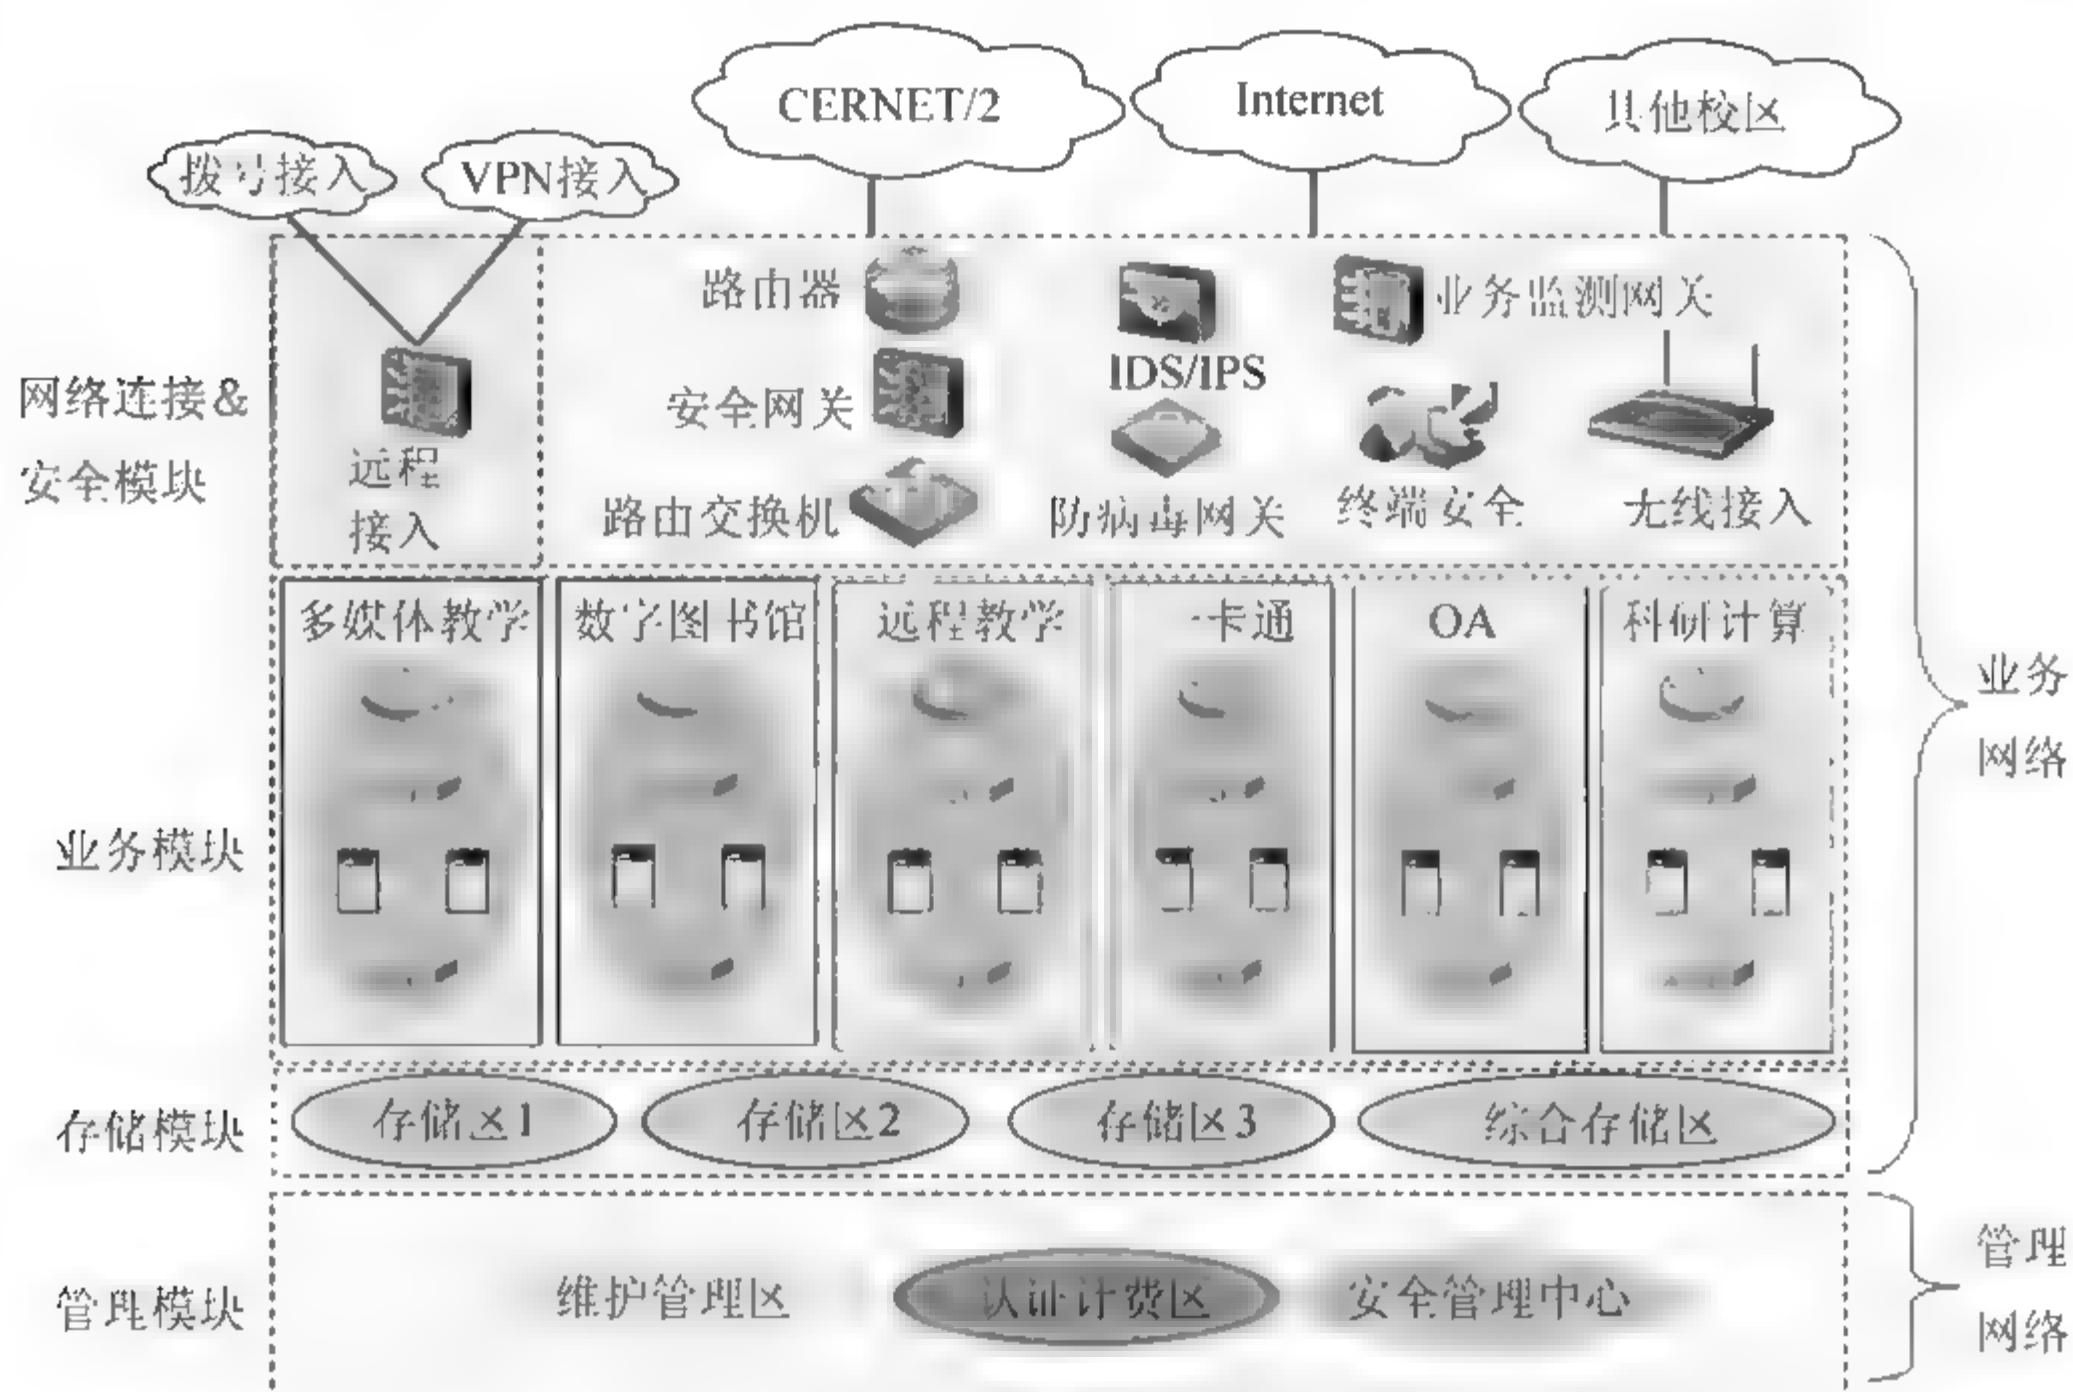 CERNET/2
Internet
其他校区
拨号接入
VPN接入
路由器
业务监测网关
IDS/IPS
网络连接&
安全模块
安全网关
远程
接入
路由交换机
防病毒网关
终端安全
无线接入
多媒体教学
数字图书馆
远程教学
一卡通
OA
科研计算
业务
网络
业务模块
存储模块
存储区1
存储区2
存储区3
综合存储区
管理模块
维护管理区
认证计费区
安全管理中心
管理
网络